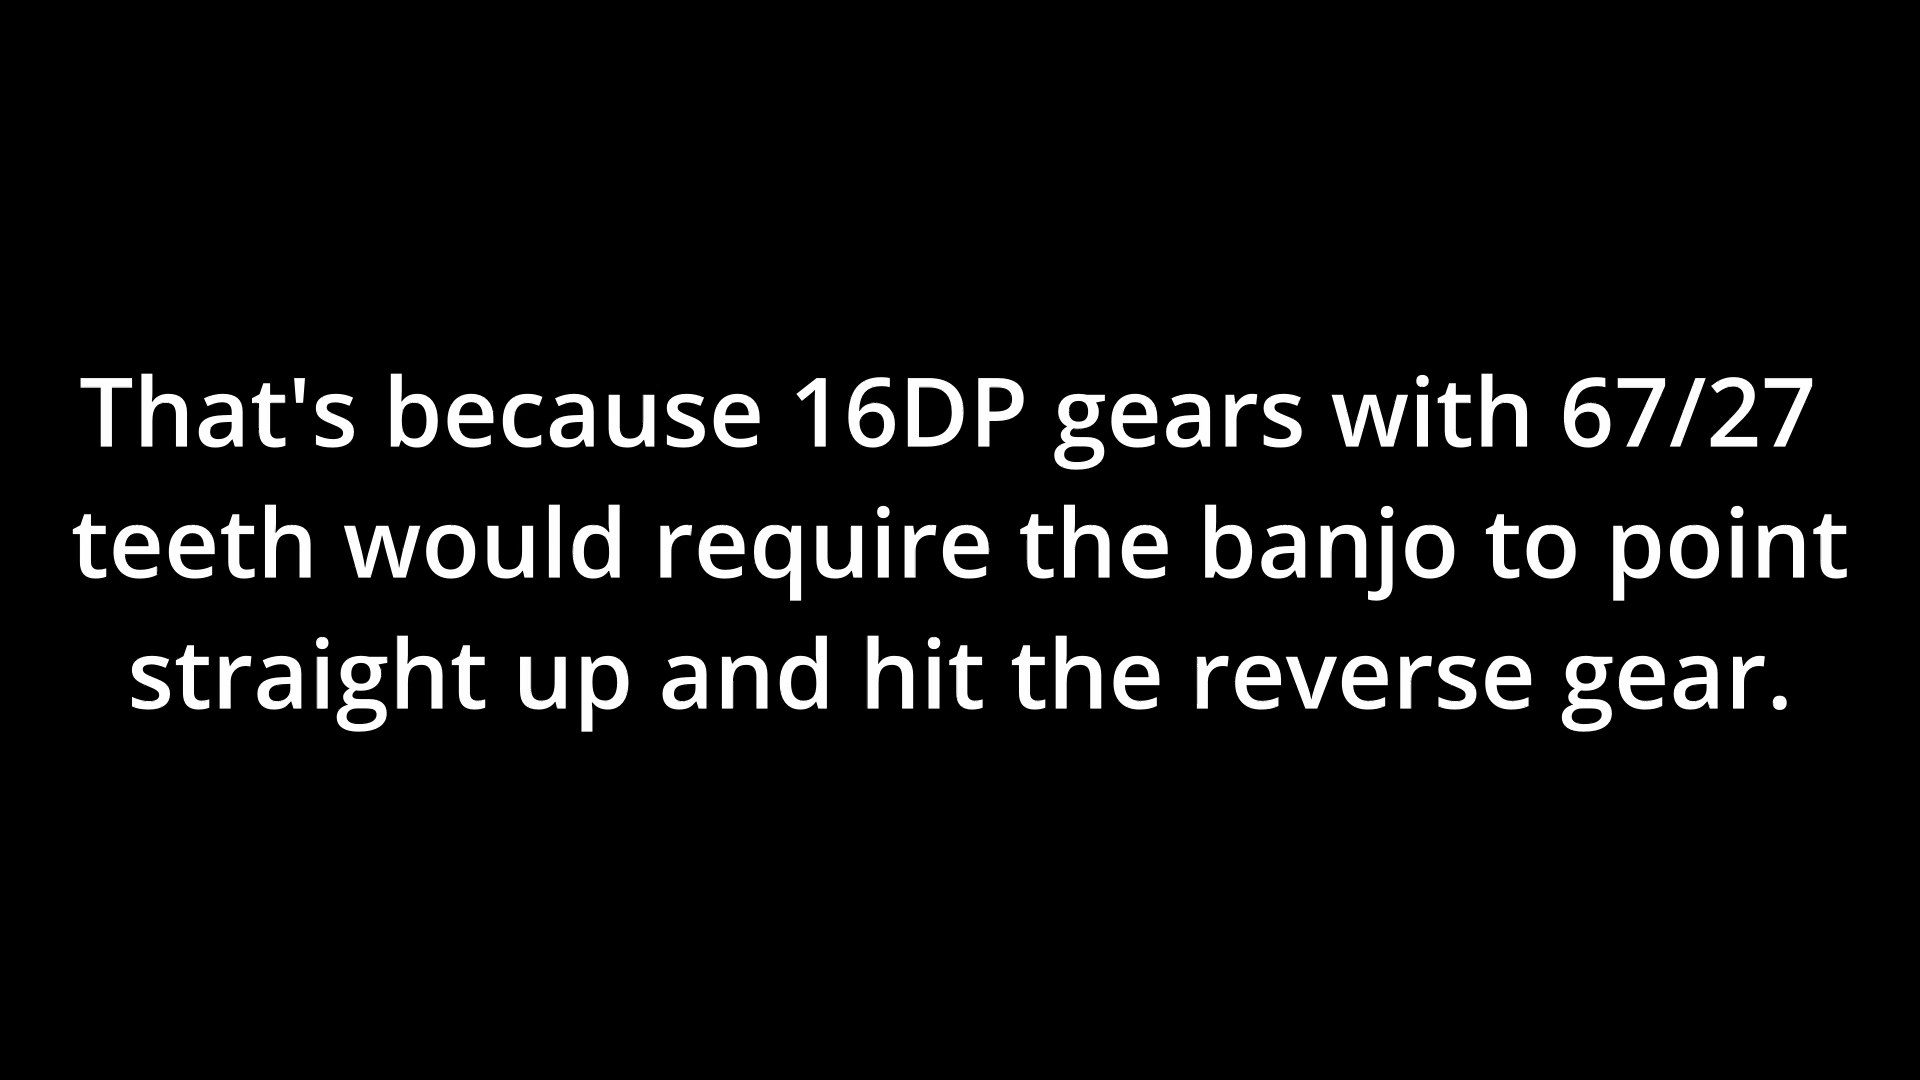 That's because 16DP gears with 67/27
teeth would require the banjo to point
straight up and hit the reverse gear.